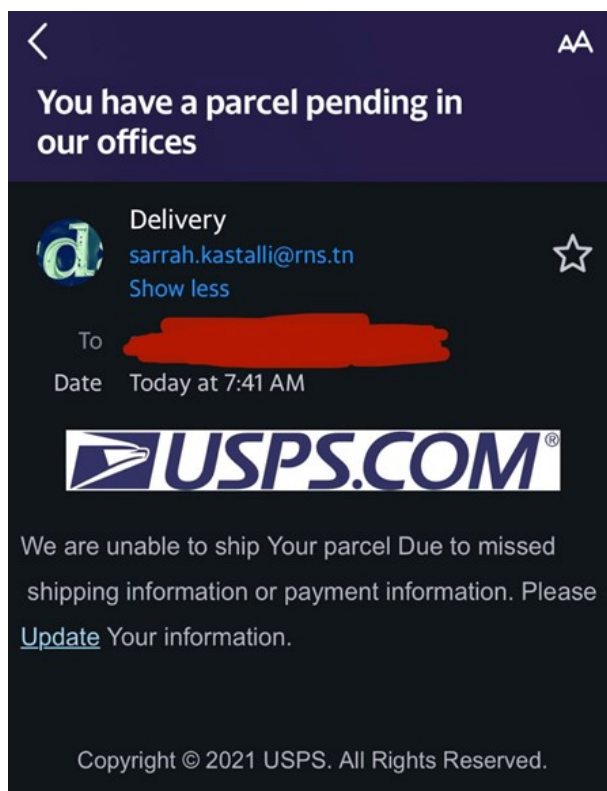 AA
You have a parcel pending in
our offices
d
Delivery
sarrah.kastalli@rns.tn
Show less
To
Date Today at 7:41 AM
USPS.COM®
We are unable to ship Your parcel Due to missed
shipping information or payment information. Please
Update Your information.
Copyright © 2021 USPS. All Rights Reserved.